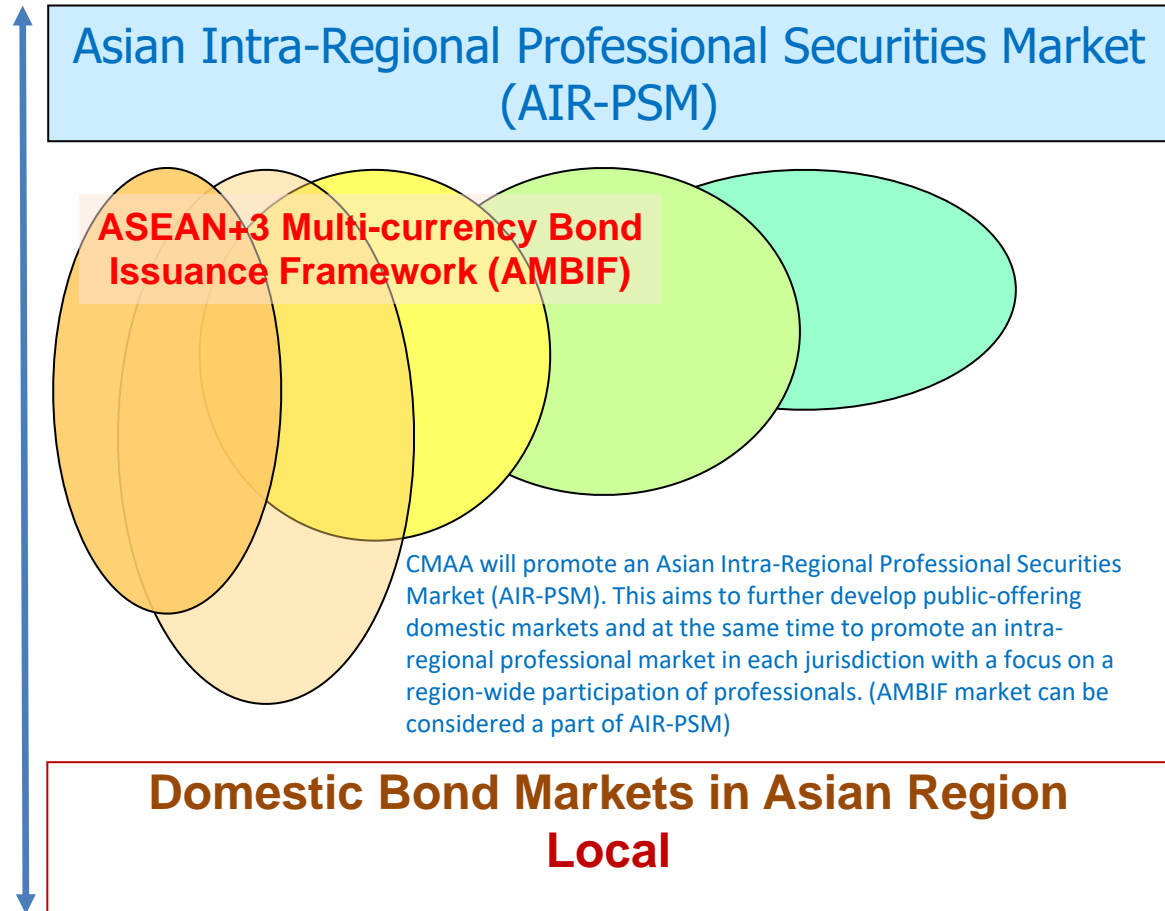 Asian Intra-Regional Professional Securities Market
(AIR-PSM)
ASEAN+3 Multi-currency Bond
Issuance Framework (AMBIF)
CMAA will promote an Asian Intra-Regional Professional Securities
Market (AIR-PSM). This aims to further develop public-offering
domestic markets and at the same time to promote an intra-
regional professional market in each jurisdiction with a focus on a
region-wide participation of professionals. (AMBIF market can be
considered a part of AIR-PSM)
Domestic Bond Markets in Asian Region
Local